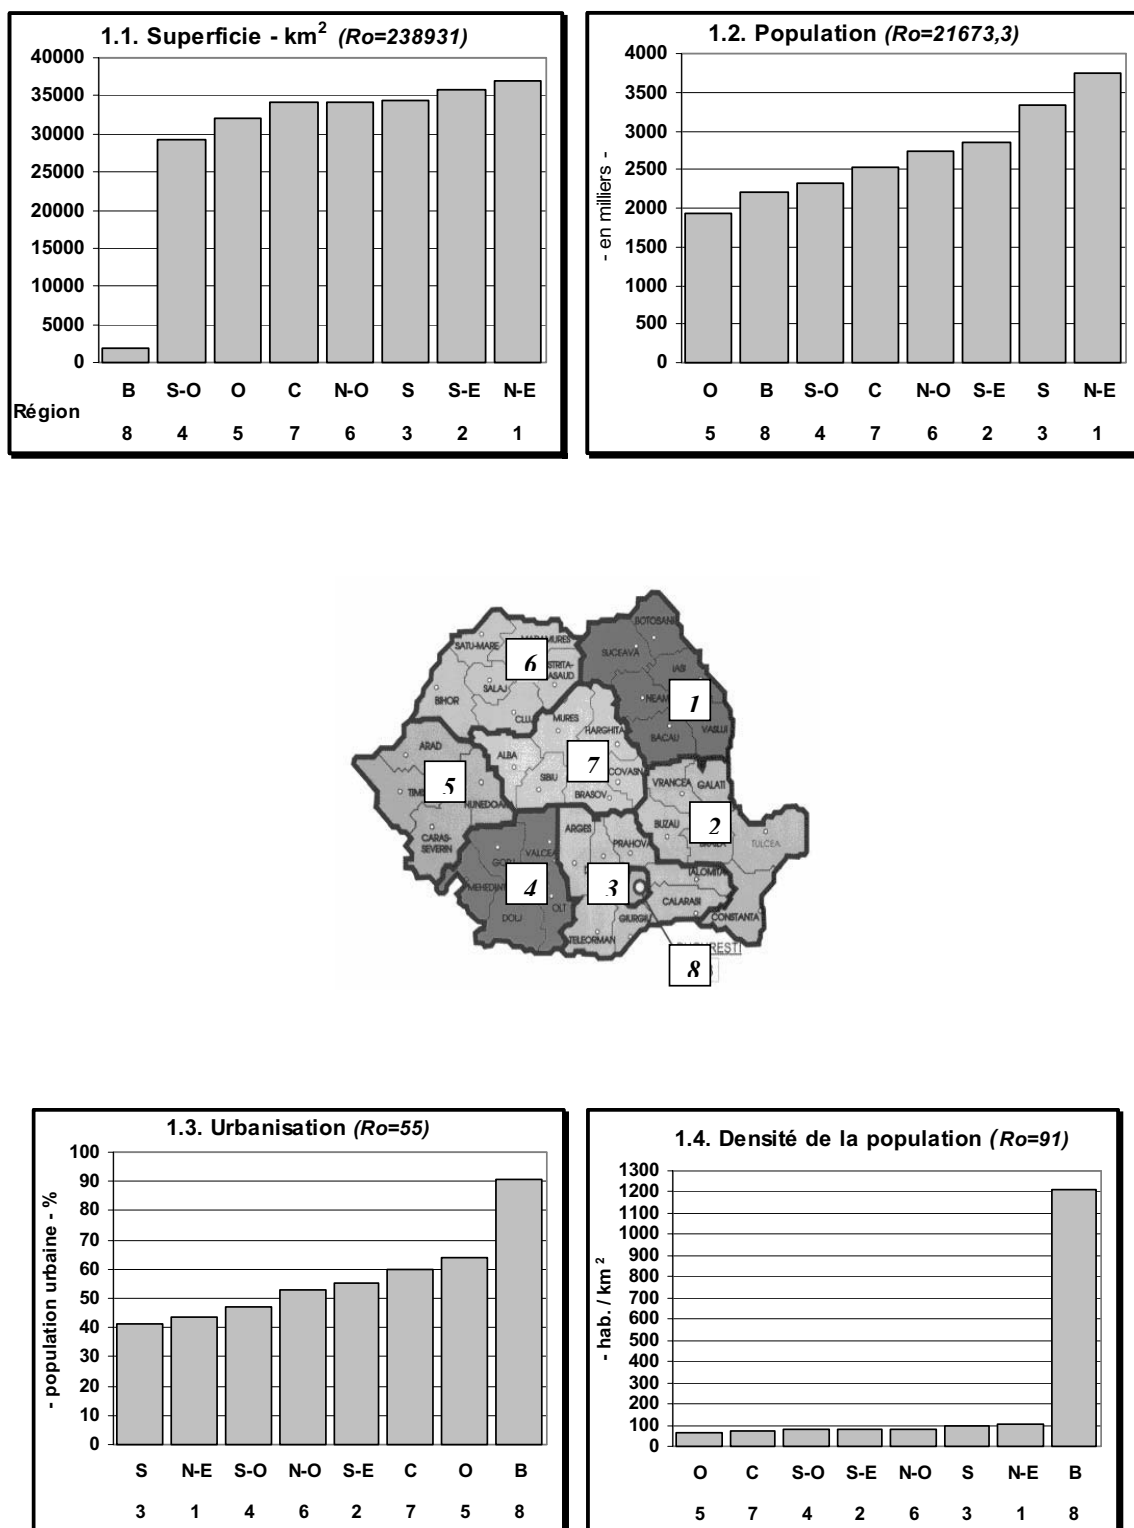 1.1. Superficie - km² (Ro=238931)
40000
35000
30000
25000
20000
15000
10000
5000
0
B S-O O C N-O S S-E N-E
Région
8 4 5 7 6 3 2 1
1.2. Population (Ro=21673,3)
- en milliers -
4000
3500
3000
2500
2000
1500
1000
500
0
O B S-O C N-O S-E S N-E
5 8 4 7 6 2 3 1
BOTOSANI
SATU-MARE
SUCEAVA
6
IASI
SALAJ
BIHOR
NEAM
1
CLUJ
MURES
HARGHITA
VASLUI
BACAU
ARAD
ALBA
5
7
SIBIU
COVASN
VRANCEA
GALATI
TIM
HUNEDOARA
BRASOV
BUZAU
2
ARGES
CARAS-
SEVERIN
PRAHOVA
TULCEA
VALCEA
GORJ
IALOMITA
MEHEDIN
4
3
OLT
CALARASI
DOLJ
GIURGIU
CONSTANTA
TELEORMAN
RESTI
8
1.3. Urbanisation (Ro=55)
- population urbaine - %
100
90
80
70
60
50
40
30
20
10
0
S N-E S-O N-O S-E C O B
3 1 4 6 2 7 5 8
1.4. Densité de la population (Ro=91)
- hab. / km²
1300
1200
1100
1000
900
800
700
600
500
400
300
200
100
0
O C S-O S-E N-O S N-E B
5 7 4 2 6 3 1 8